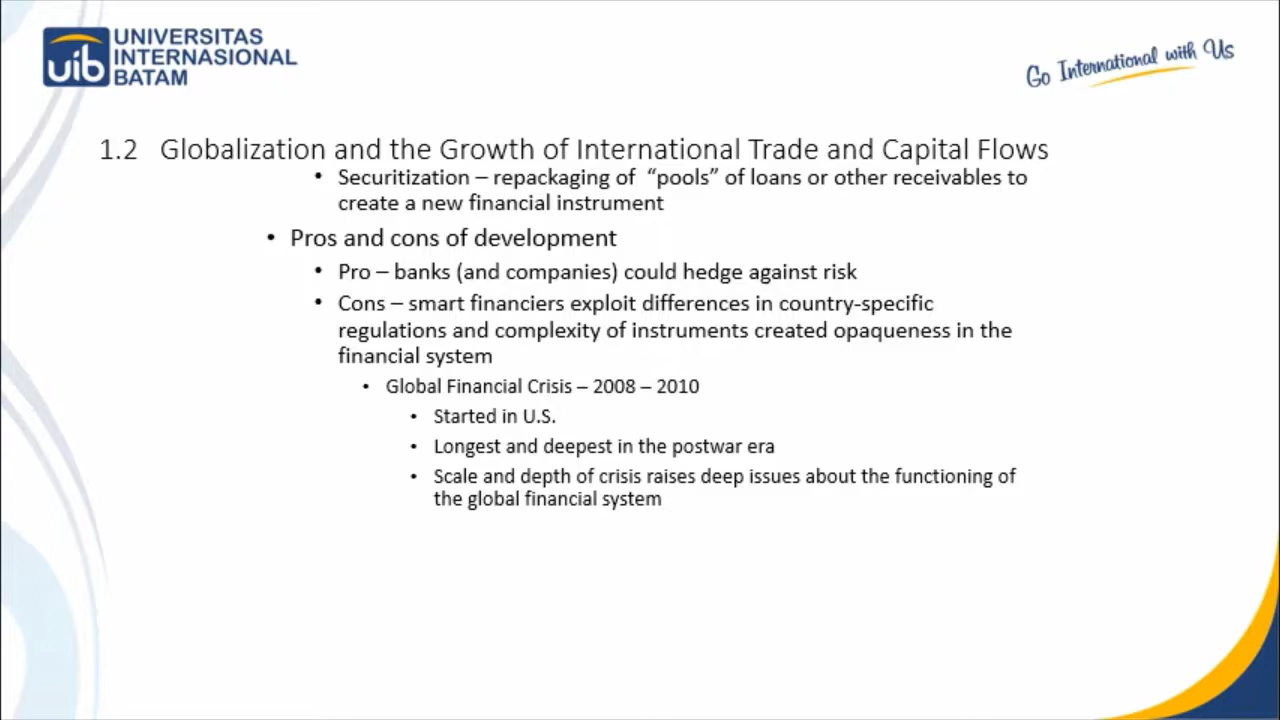 uib
UNIVERSITAS
INTERNASIONAL
BATAM
Go International with Us
1.2 Globalization and the Growth of International Trade and Capital Flows
• Securitization – repackaging of “pools” of loans or other receivables to
create a new financial instrument
• Pros and cons of development
• Pro – banks (and companies) could hedge against risk
• Cons – smart financiers exploit differences in country-specific
regulations and complexity of instruments created opaqueness in the
financial system
• Global Financial Crisis – 2008 – 2010
• Started in U.S.
• Longest and deepest in the postwar era
• Scale and depth of crisis raises deep issues about the functioning of
the global financial system